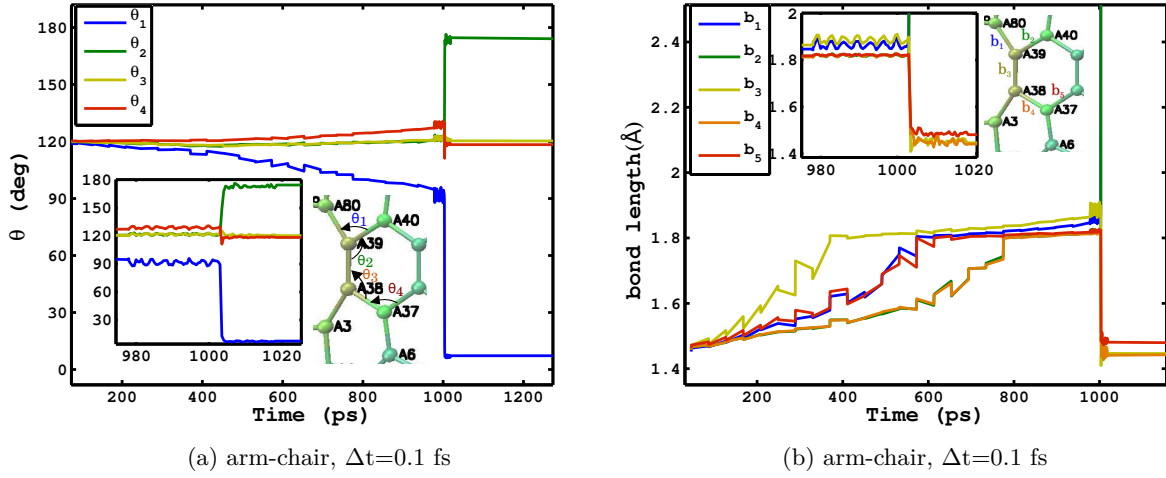 θ₁
θ₂
θ₃
θ₄
180
150
120
90
60
30
0
θ (deg)
200
400
600
800
1000
1200
Time (ps)
180
150
120
90
60
30
980
1000
1020
A80
θ₁
A40
A39
θ₂
θ₃
A38
θ₄
A37
A3
A6
(a) arm-chair, Δt=0.1 fs
b₁
b₂
b₃
b₄
b₅
2.4
2.2
2
1.8
1.6
1.4
bond length(Å)
200
400
600
800
1000
Time (ps)
2
1.8
1.6
1.4
980
1000
1020
A80
b₂
A40
b₁
A39
b₃
A38
b₅
b₄
A37
A3
A6
(b) arm-chair, Δt=0.1 fs